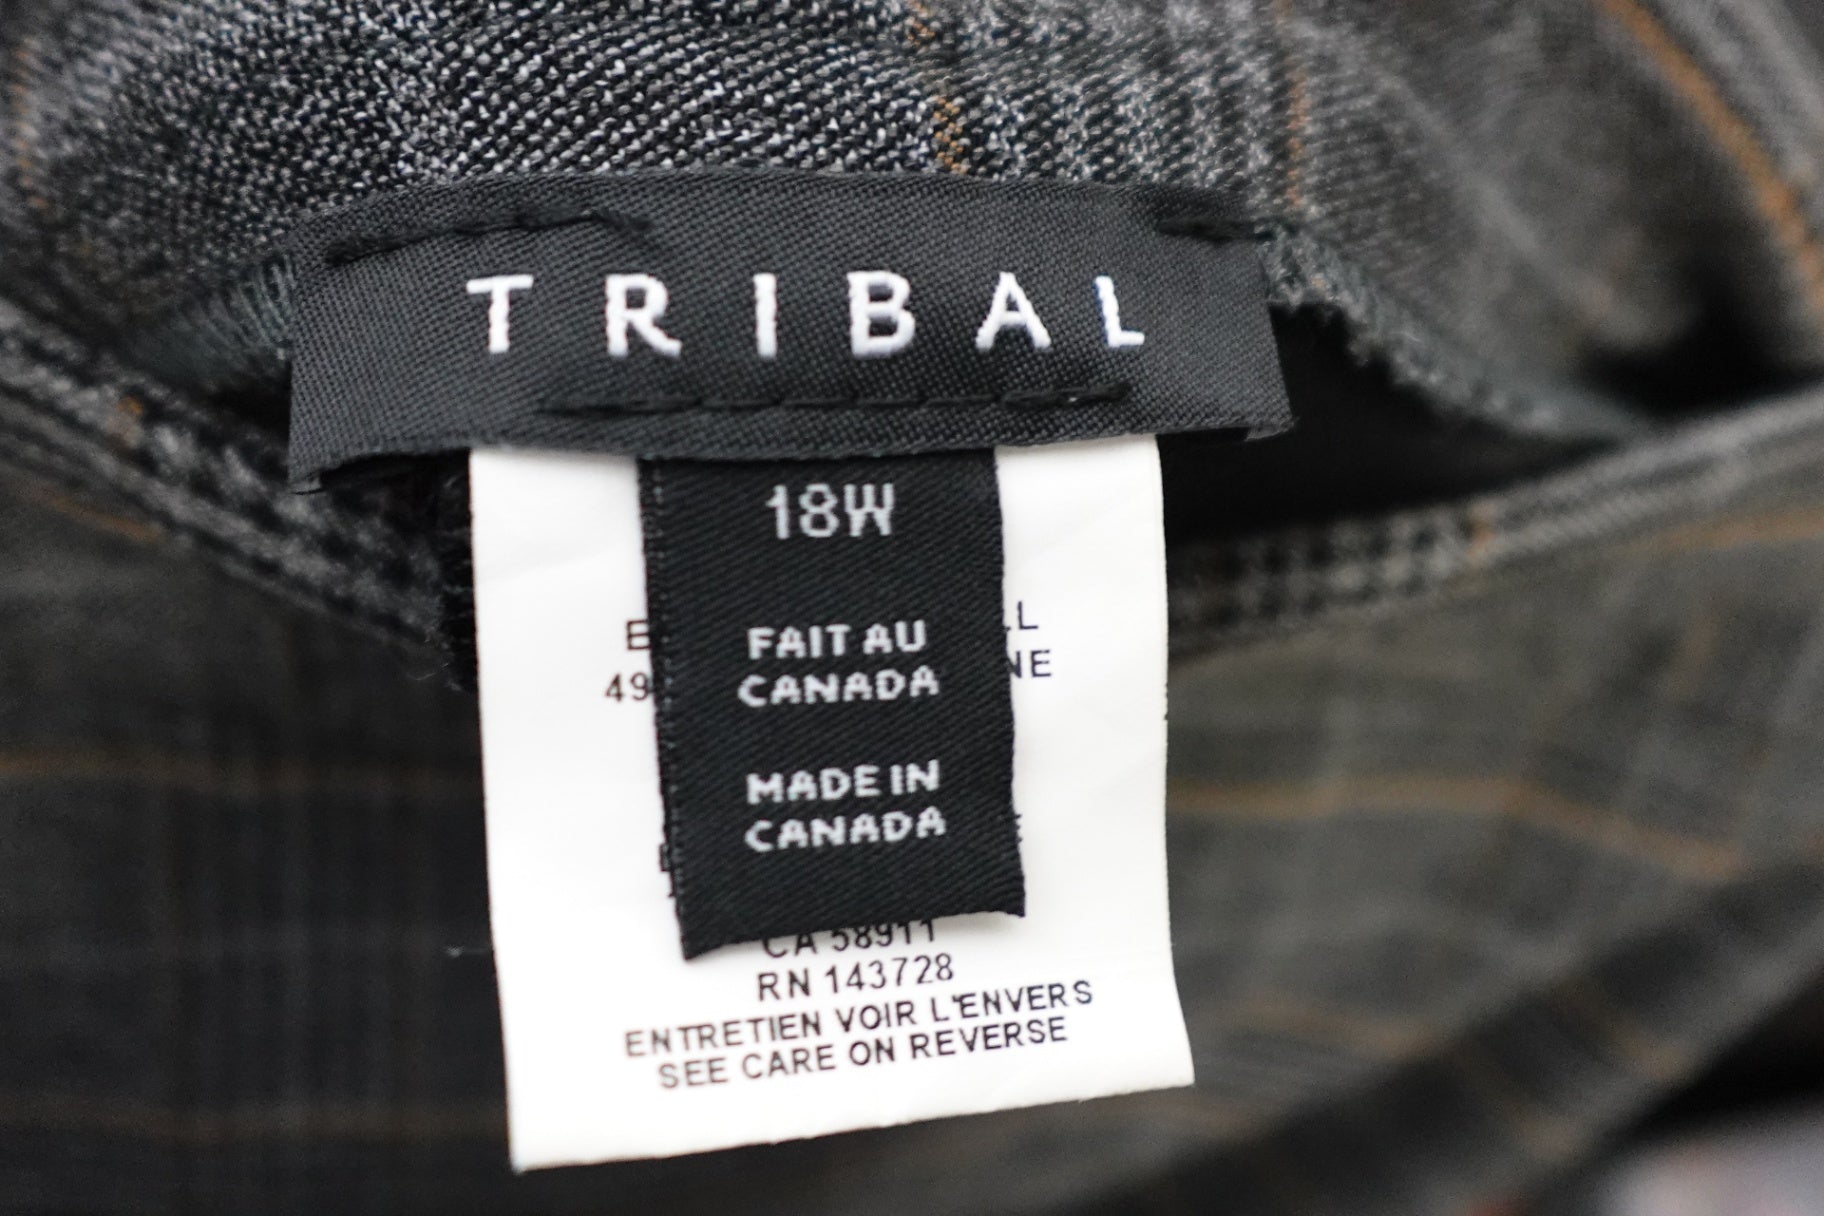 TRIBAL
18W
FAIT AU
CANADA
MADE IN
CANADA
CA 58911
RN 143728
ENTRETIEN VOIR L'ENVERS
SEE CARE ON REVERSE